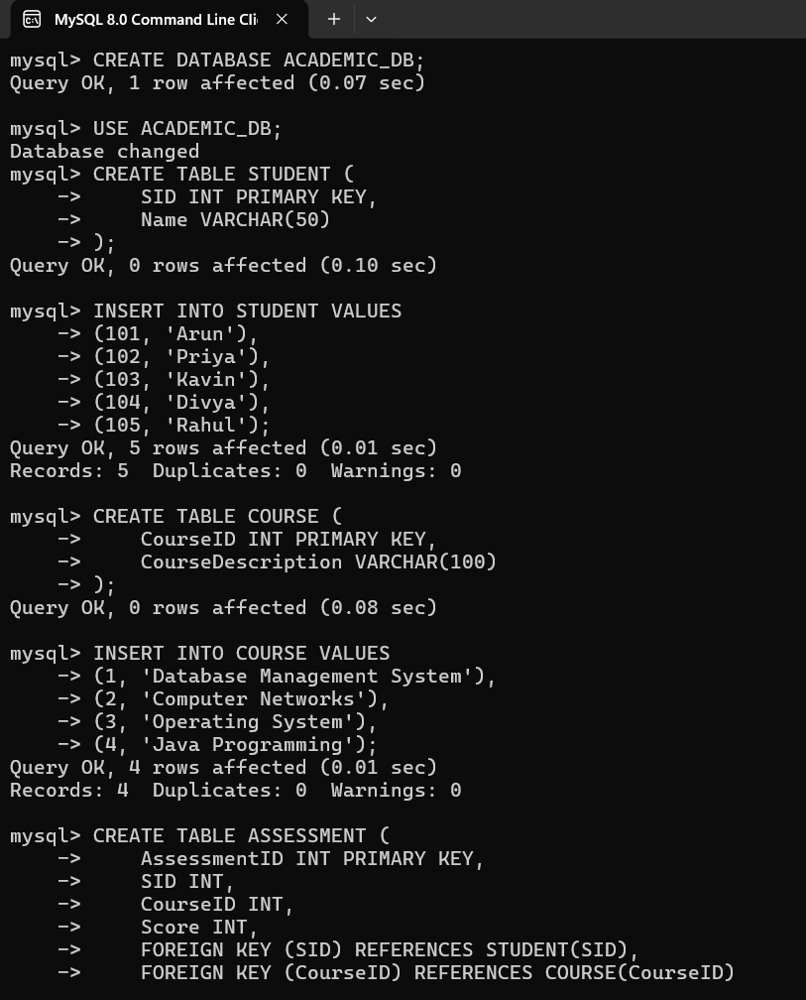 MySQL 8.0 Command Line Cli
mysql> CREATE DATABASE ACADEMIC_DB;
Query OK, 1 row affected (0.07 sec)
mysql> USE ACADEMIC_DB;
Database changed
mysql> CREATE TABLE STUDENT (
    ->     SID INT PRIMARY KEY,
    ->     Name VARCHAR(50)
    -> );
Query OK, 0 rows affected (0.10 sec)
mysql> INSERT INTO STUDENT VALUES
    -> (101, 'Arun'),
    -> (102, 'Priya'),
    -> (103, 'Kavin'),
    -> (104, 'Divya'),
    -> (105, 'Rahul');
Query OK, 5 rows affected (0.01 sec)
Records: 5  Duplicates: 0  Warnings: 0
mysql> CREATE TABLE COURSE (
    ->     CourseID INT PRIMARY KEY,
    ->     CourseDescription VARCHAR(100)
    -> );
Query OK, 0 rows affected (0.08 sec)
mysql> INSERT INTO COURSE VALUES
    -> (1, 'Database Management System'),
    -> (2, 'Computer Networks'),
    -> (3, 'Operating System'),
    -> (4, 'Java Programming');
Query OK, 4 rows affected (0.01 sec)
Records: 4  Duplicates: 0  Warnings: 0
mysql> CREATE TABLE ASSESSMENT (
    ->     AssessmentID INT PRIMARY KEY,
    ->     SID INT,
    ->     CourseID INT,
    ->     Score INT,
    ->     FOREIGN KEY (SID) REFERENCES STUDENT(SID),
    ->     FOREIGN KEY (CourseID) REFERENCES COURSE(CourseID)